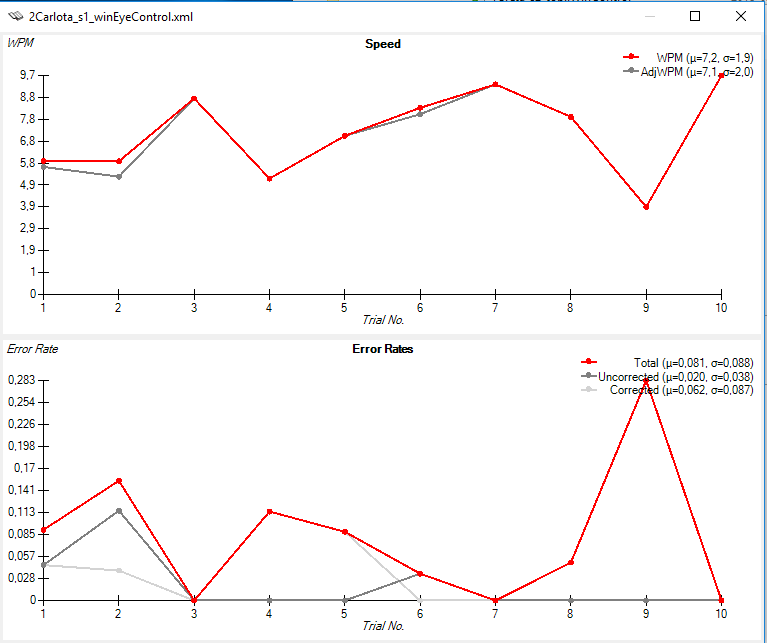 2Carlota_s1_winEyeControl.xml
WPM
Speed
WPM (µ=7,2, σ=1,9)
AdjWPM (µ=7,1, σ=2,0)
9,7
8,8
7,8
6,8
5,8
4,9
3,9
2,9
1,9
1
0
1 2 3 4 5 6 7 8 9 10
Trial No.
Error Rate
Error Rates
Total (µ=0,081, σ=0,088)
Uncorrected (µ=0,020, σ=0,038)
Corrected (µ=0,062, σ=0,087)
0,283
0,254
0,226
0,198
0,17
0,141
0,113
0,085
0,057
0,028
0
1 2 3 4 5 6 7 8 9 10
Trial No.